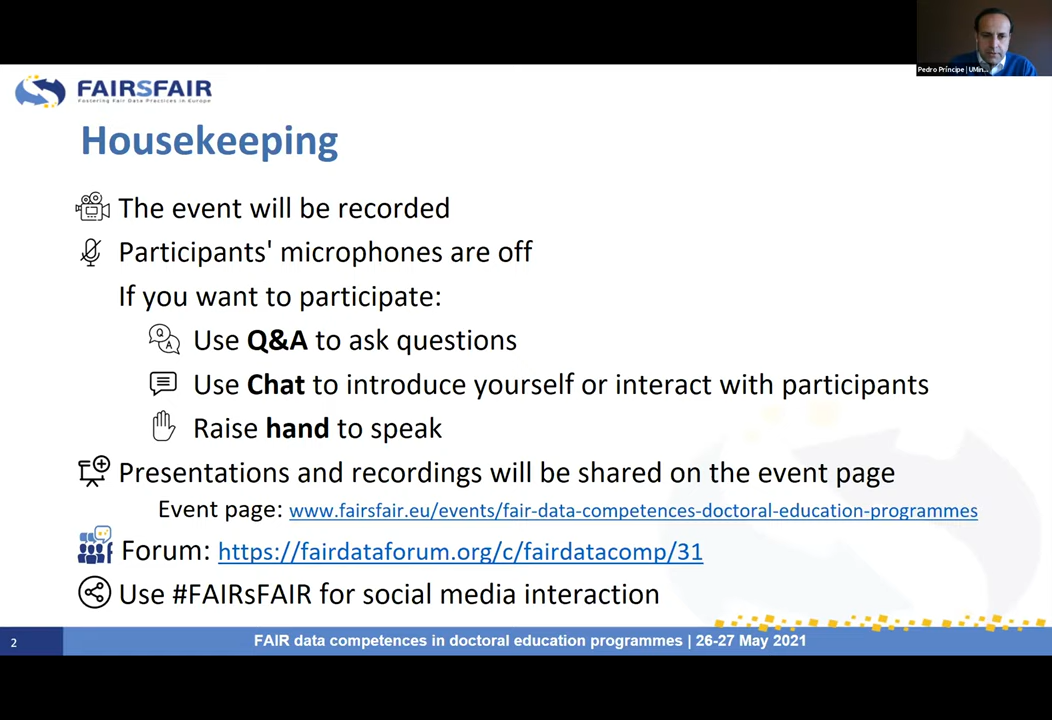 Pedro Príncipe | UMin...
FAIRSFAIR
Fostering Fair Data Practices in Europe
Housekeeping
The event will be recorded
Participants' microphones are off
If you want to participate:
Q
A
Use Q&A to ask questions
Use Chat to introduce yourself or interact with participants
Raise hand to speak
Presentations and recordings will be shared on the event page
Event page: www.fairsfair.eu/events/fair-data-competences-doctoral-education-programmes
Forum: https://fairdataforum.org/c/fairdatacomp/31
Use #FAIRsFAIR for social media interaction
2
FAIR data competences in doctoral education programmes | 26-27 May 2021